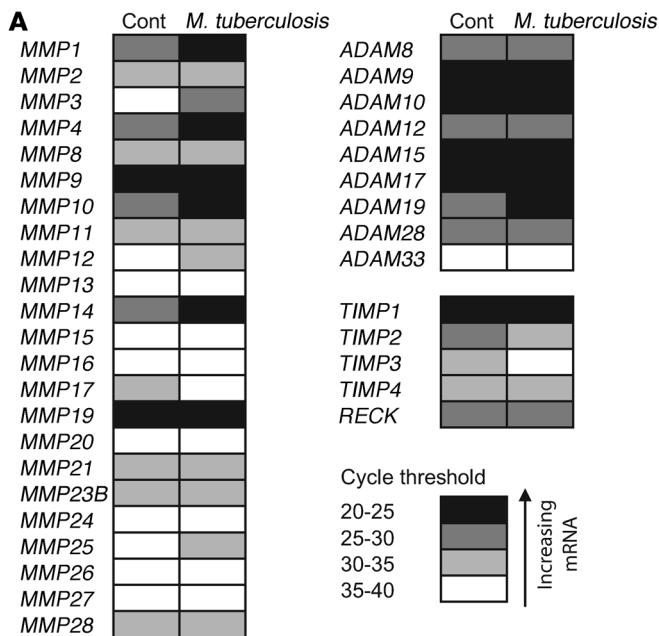 A
Cont M. tuberculosis
MMP1
MMP2
MMP3
MMP4
MMP8
MMP9
MMP10
MMP11
MMP12
MMP13
MMP14
MMP15
MMP16
MMP17
MMP19
MMP20
MMP21
MMP23B
MMP24
MMP25
MMP26
MMP27
MMP28
Cont M. tuberculosis
ADAM8
ADAM9
ADAM10
ADAM12
ADAM15
ADAM17
ADAM19
ADAM28
ADAM33
TIMP1
TIMP2
TIMP3
TIMP4
RECK
Cycle threshold
20-25
25-30
30-35
35-40
Increasing
mRNA